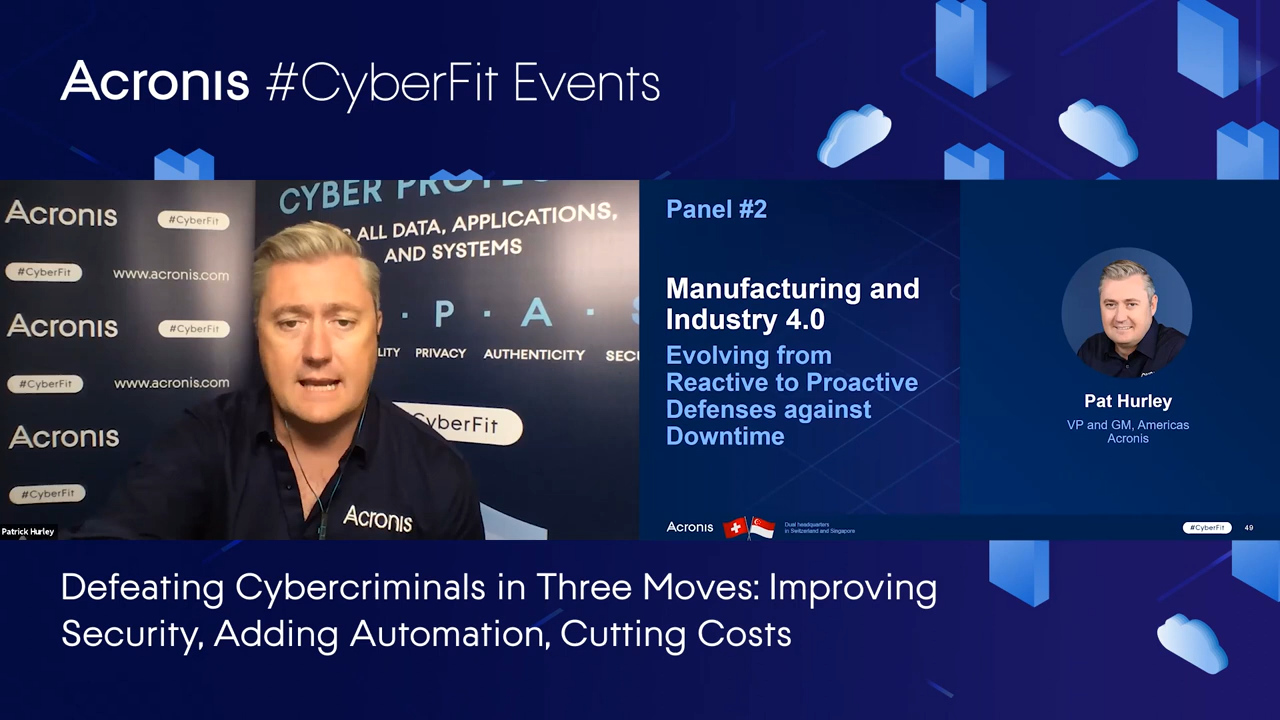 Acronis #CyberFit Events
Acronis
#CyberFit
#CyberFit
www.acronis.com
Acronis
#CyberFit
#CyberFit
www.acronis.com
Acronis
#CyberFit
CYBER
ALL DATA, APPLICATIONS,
AND SYSTEMS
· P · A · S
PRIVACY AUTHENTICITY
CyberFit
Acronis
Patrick Hurley
Panel #2
Manufacturing and
Industry 4.0
Evolving from
Reactive to Proactive
Defenses against
Downtime
Pat Hurley
VP and GM, Americas
Acronis
Acronis
Dual headquarters
in Switzerland and Singapore
#CyberFit
49
Defeating Cybercriminals in Three Moves: Improving
Security, Adding Automation, Cutting Costs